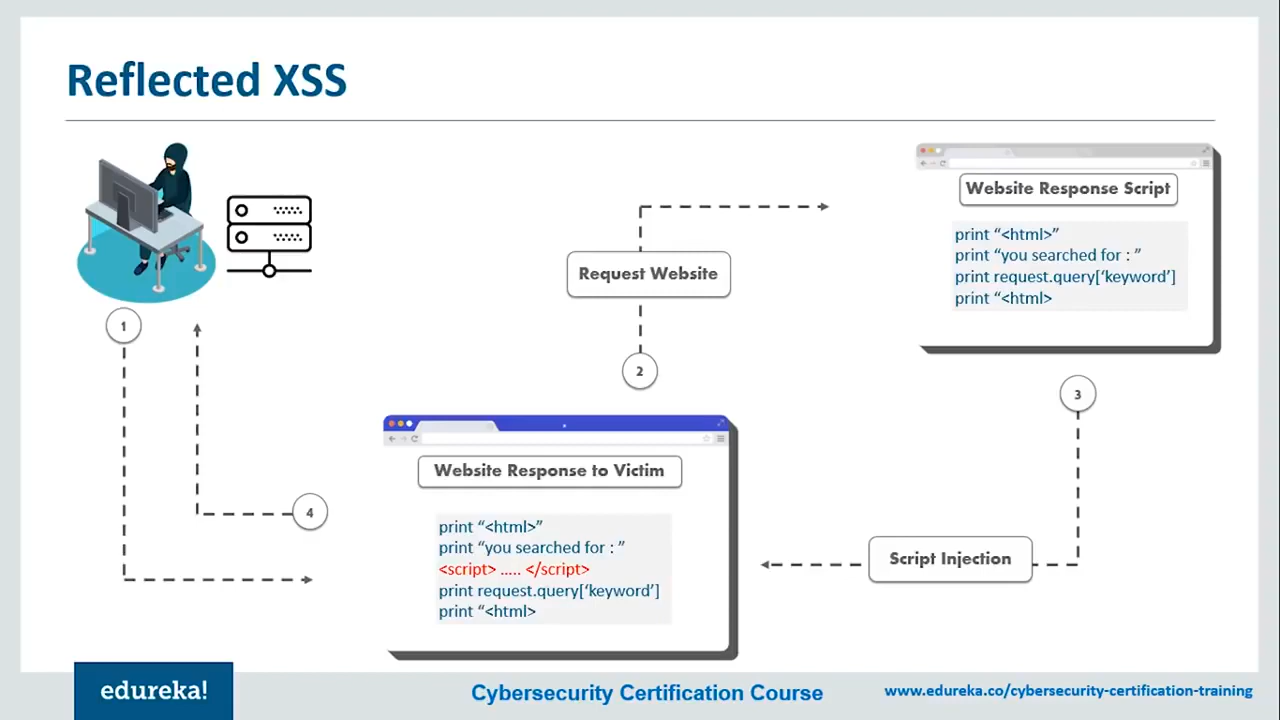 Reflected XSS
Website Response Script
print “<html>”
print “you searched for : ”
print request.query[‘keyword’]
print “<html>
Request Website
1
2
3
Website Response to Victim
4
print “<html>”
print “you searched for : ”
<script> ..... </script>
print request.query[‘keyword’]
print “<html>
Script Injection
edureka!
Cybersecurity Certification Course
www.edureka.co/cybersecurity-certification-training